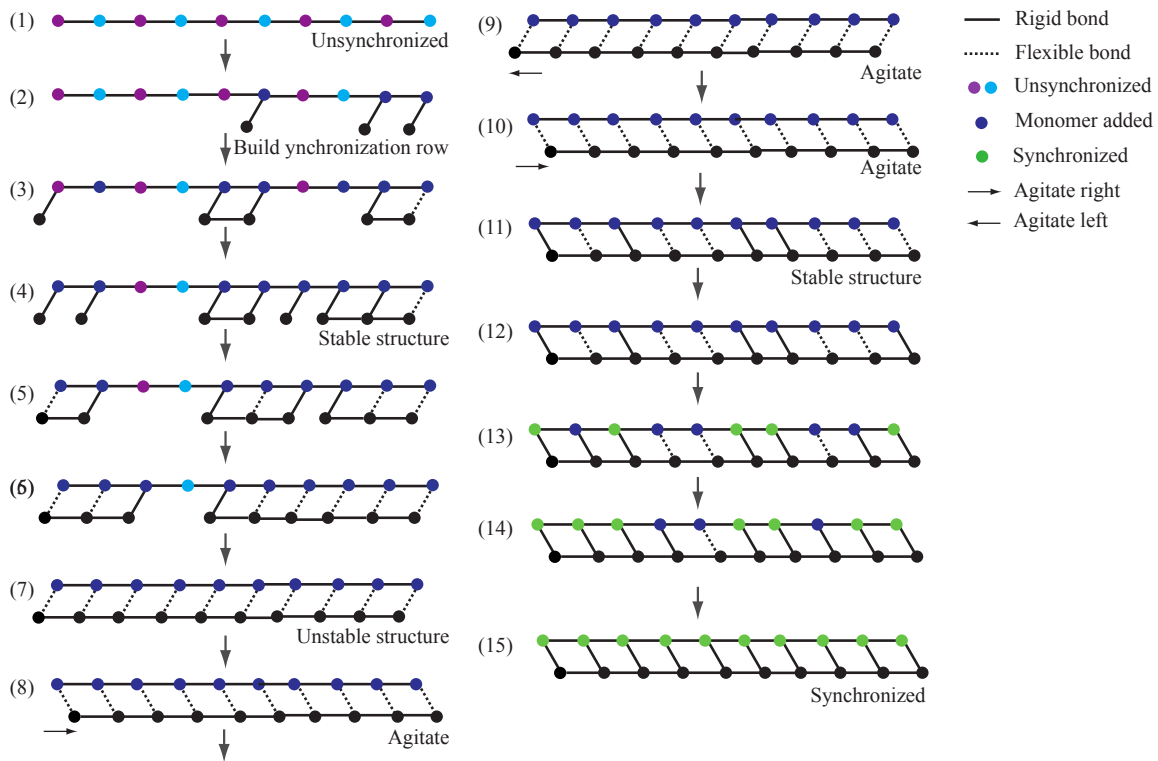 (1)
Unsynchronized
(2)
Build ynchronization row
(3)
(4)
Stable structure
(5)
(6)
(7)
Unstable structure
(8)
Agitate
(9)
Agitate
(10)
Agitate
(11)
Stable structure
(12)
(13)
(14)
(15)
Synchronized
Rigid bond
Flexible bond
Unsynchronized
Monomer added
Synchronized
Agitate right
Agitate left